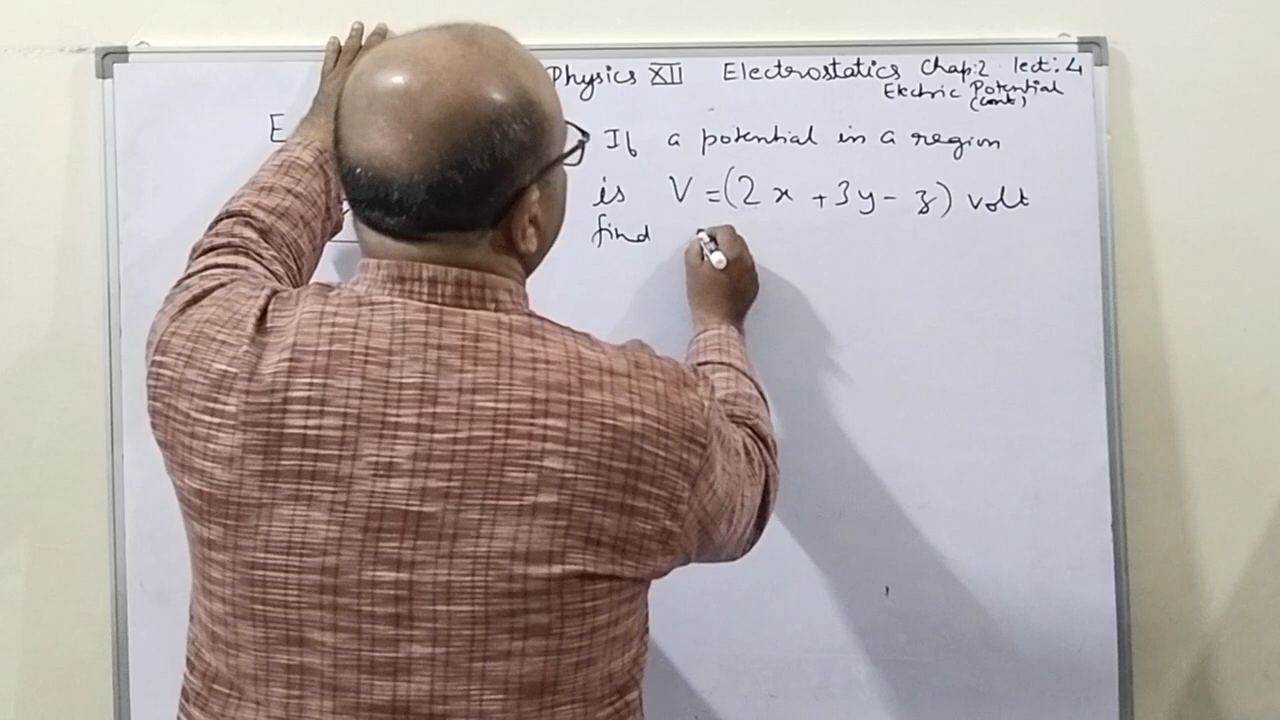 Physics XII Electrostatics Chap:2 lect:4
Electric Potential
(cont)
E
If a potential in a region
is V = (2x + 3y - z) volt
find